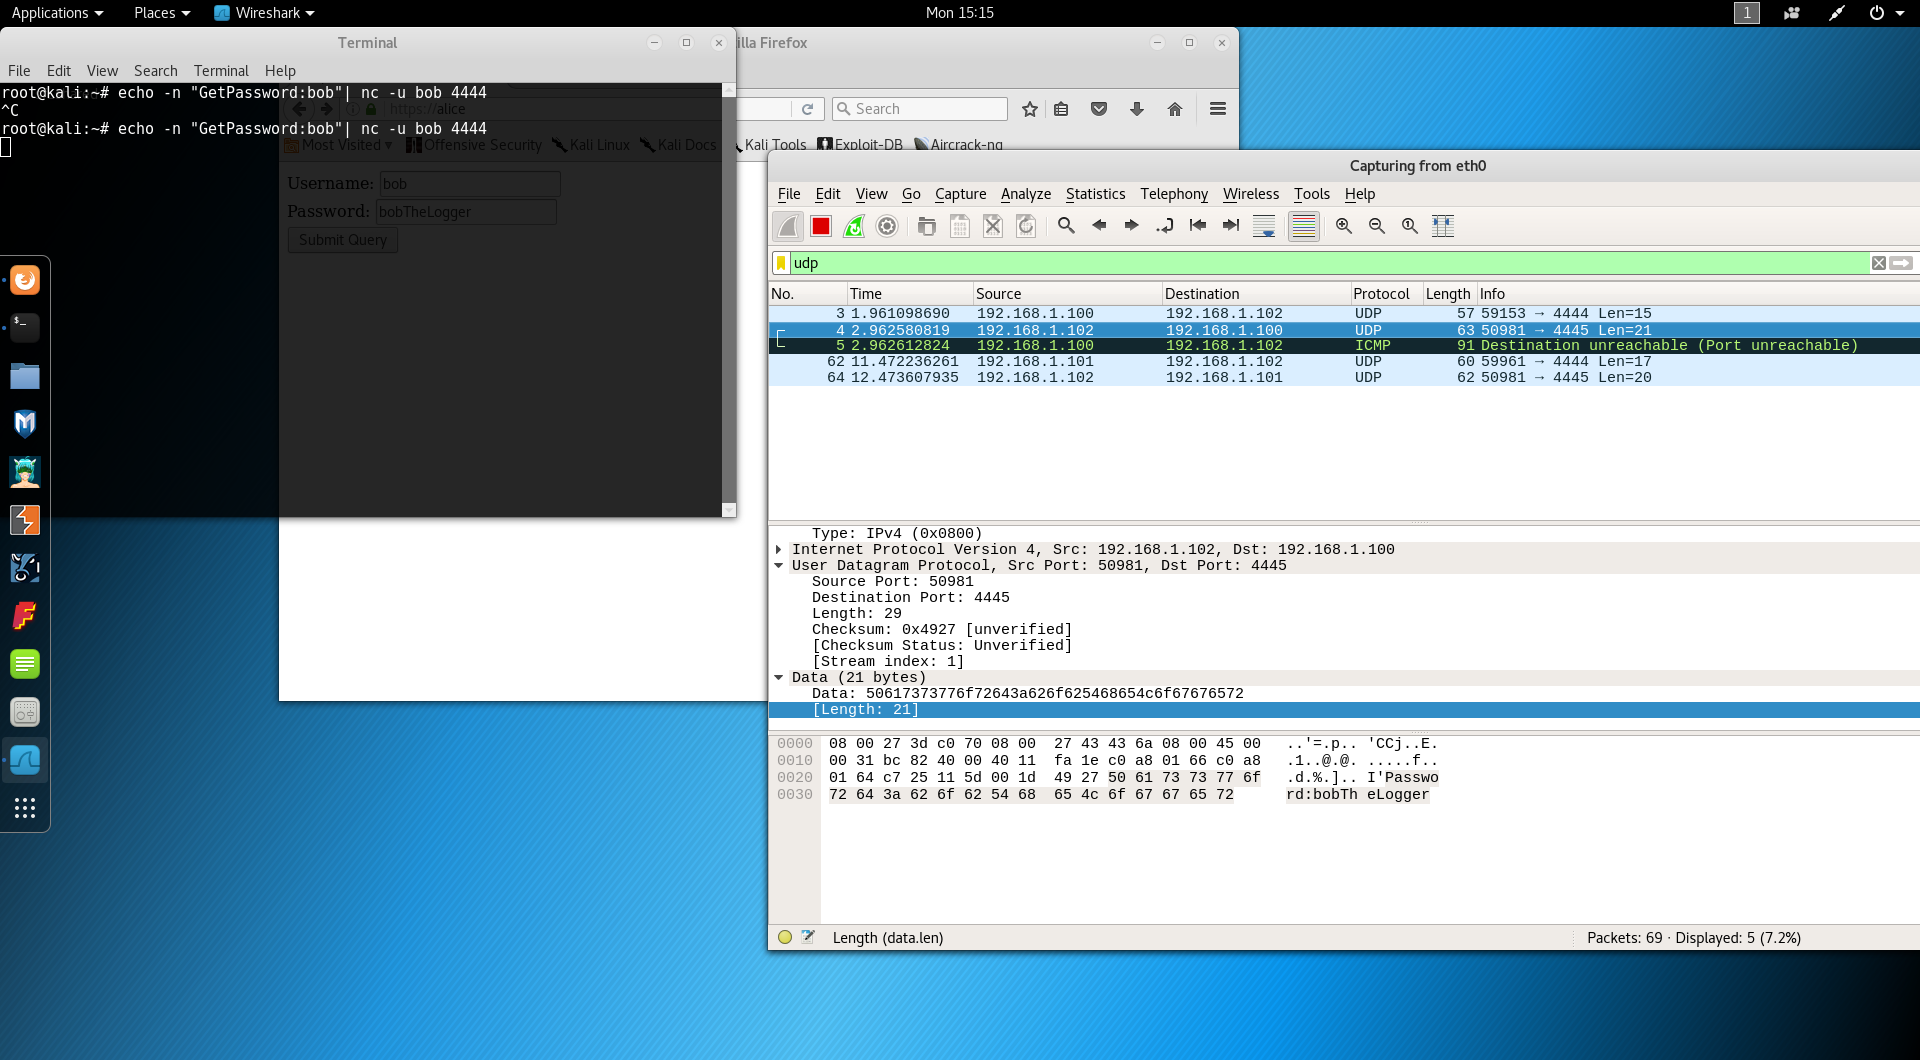 Applications Places Wireshark Mon 15:15 1
Terminal
illa Firefox
File Edit View Search Terminal Help
root@kali:~# echo -n "GetPassword:bob"| nc -u bob 4444
^C
root@kali:~# echo -n "GetPassword:bob"| nc -u bob 4444
https://alice
Search
Most Visited Offensive Security Kali Linux Kali Docs Kali Tools Exploit-DB Aircrack-ng
Username: bob
Password: bobTheLogger
Submit Query
Capturing from eth0
File Edit View Go Capture Analyze Statistics Telephony Wireless Tools Help
udp
No. Time Source Destination Protocol Length Info
3 1.961098690 192.168.1.100 192.168.1.102 UDP 57 59153 → 4444 Len=15
4 2.962580819 192.168.1.102 192.168.1.100 UDP 63 50981 → 4445 Len=21
5 2.962612824 192.168.1.100 192.168.1.102 ICMP 91 Destination unreachable (Port unreachable)
62 11.472236261 192.168.1.101 192.168.1.102 UDP 60 59961 → 4444 Len=17
64 12.473607935 192.168.1.102 192.168.1.101 UDP 62 50981 → 4445 Len=20
Type: IPv4 (0x0800)
Internet Protocol Version 4, Src: 192.168.1.102, Dst: 192.168.1.100
User Datagram Protocol, Src Port: 50981, Dst Port: 4445
Source Port: 50981
Destination Port: 4445
Length: 29
Checksum: 0x4927 [unverified]
[Checksum Status: Unverified]
[Stream index: 1]
Data (21 bytes)
Data: 50617373776f72643a626f625468654c6f67676572
[Length: 21]
0000 08 00 27 3d c0 70 08 00 27 43 43 6a 08 00 45 00 ..'=.p.. 'CCj..E.
0010 00 31 bc 82 40 00 40 11 fa 1e c0 a8 01 66 c0 a8 .1..@.@. .....f..
0020 01 64 c7 25 11 5d 00 1d 49 27 50 61 73 73 77 6f .d.%.].. I'Passwo
0030 72 64 3a 62 6f 62 54 68 65 4c 6f 67 67 65 72 rd:bobTh eLogger
Length (data.len)
Packets: 69 · Displayed: 5 (7.2%)